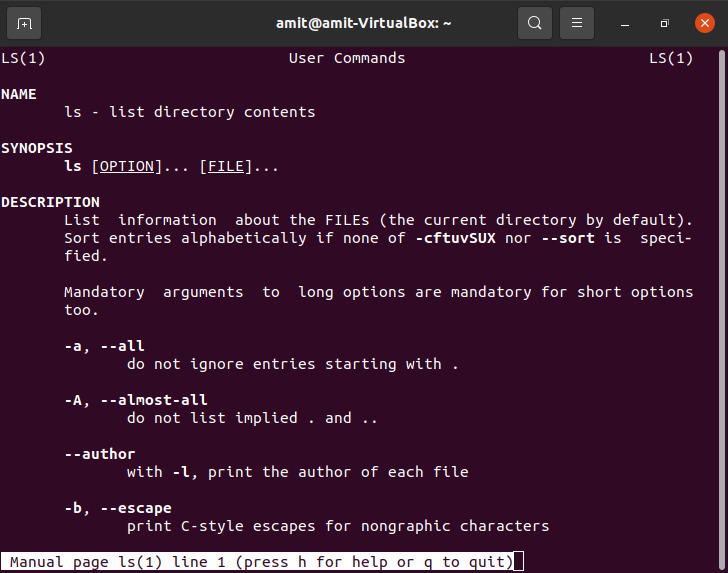 amit@amit-VirtualBox: ~
LS(1) User Commands LS(1)
NAME
ls - list directory contents
SYNOPSIS
ls [OPTION]... [FILE]...
DESCRIPTION
List information about the FILEs (the current directory by default).
Sort entries alphabetically if none of -cftuvSUX nor --sort is speci-
fied.
Mandatory arguments to long options are mandatory for short options
too.
-a, --all
do not ignore entries starting with .
-A, --almost-all
do not list implied . and ..
--author
with -l, print the author of each file
-b, --escape
print C-style escapes for nongraphic characters
Manual page ls(1) line 1 (press h for help or q to quit)